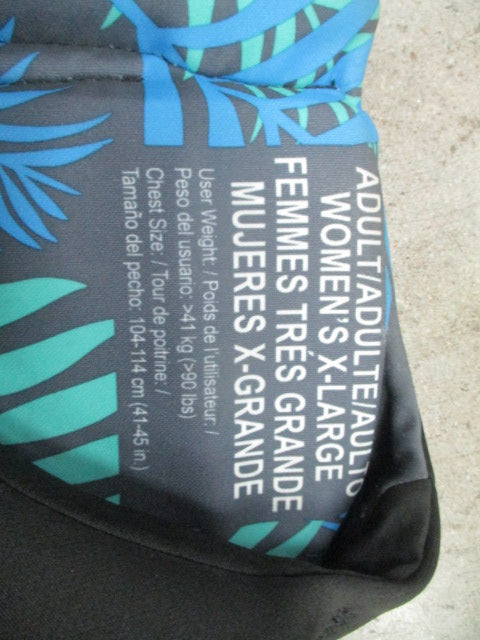 ADULT/ADULTE/AULTO
WOMEN'S X-LARGE
FEMMES TRÉS GRANDE
MUJERES X-GRANDE
User Weight: / Poids de l'utilisateur: /
Peso del usuario: >41 kg (>90 lbs)
Chest Size: / Tour de poitrine: /
Tamaño del pecho: 104-114 cm (41-45 in.)